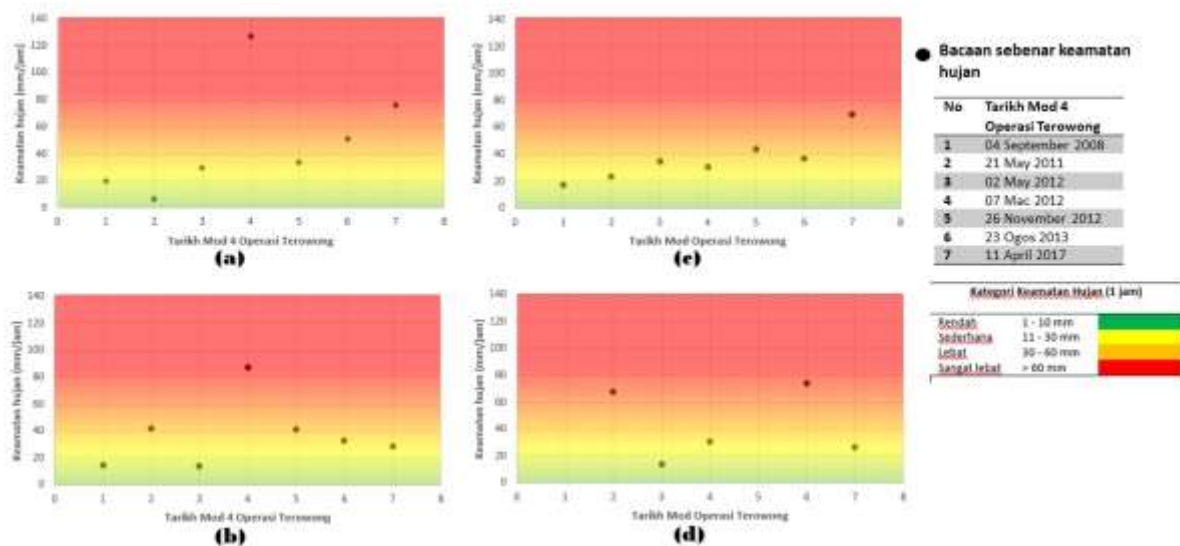 140
120
100
80
60
40
20
0
Keamatan hujan (mm/jam)
0 1 2 3 4 5 6 7 8
Tarikh Mod 4 Operasi Terowong
(a)
140
120
100
80
60
40
20
0
Keamatan hujan (mm/jam)
0 1 2 3 4 5 6 7 8
Tarikh Mod Operasi Terowong
(c)
140
120
100
80
60
40
20
0
Keamatan hujan (mm/jam)
0 1 2 3 4 5 6 7 8
Tarikh Mod 4 Operasi Terowong
(b)
140
120
100
80
60
40
20
0
Keamatan hujan (mm/jam)
0 1 2 3 4 5 6 7 8
Tarikh Mod Operasi Terowong
(d)
Bacaan sebenar keamatan
hujan
No Tarikh Mod 4
Operasi Terowong
1 04 September 2008
2 21 May 2011
3 02 May 2012
4 07 Mac 2012
5 26 November 2012
6 23 Ogos 2013
7 11 April 2017
Kategori Keamatan Hujan (1 jam)
Rendah 1 - 10 mm
Sederhana 11 - 30 mm
Lebat 30 - 60 mm
Sangat lebat > 60 mm